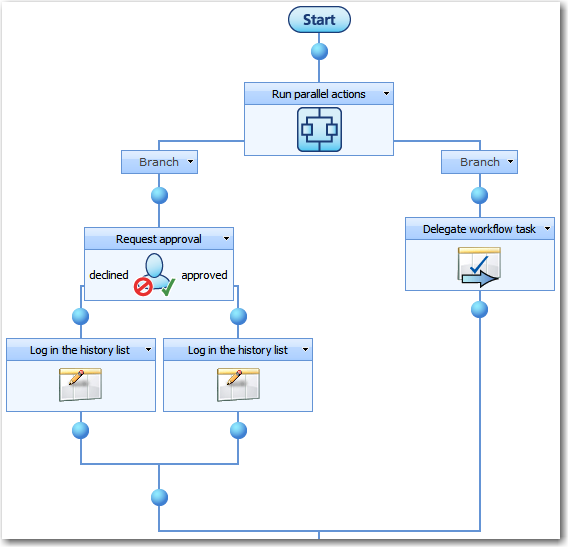 Start
Run parallel actions
Branch
Branch
Request approval
Delegate workflow task
declined
approved
Log in the history list
Log in the history list